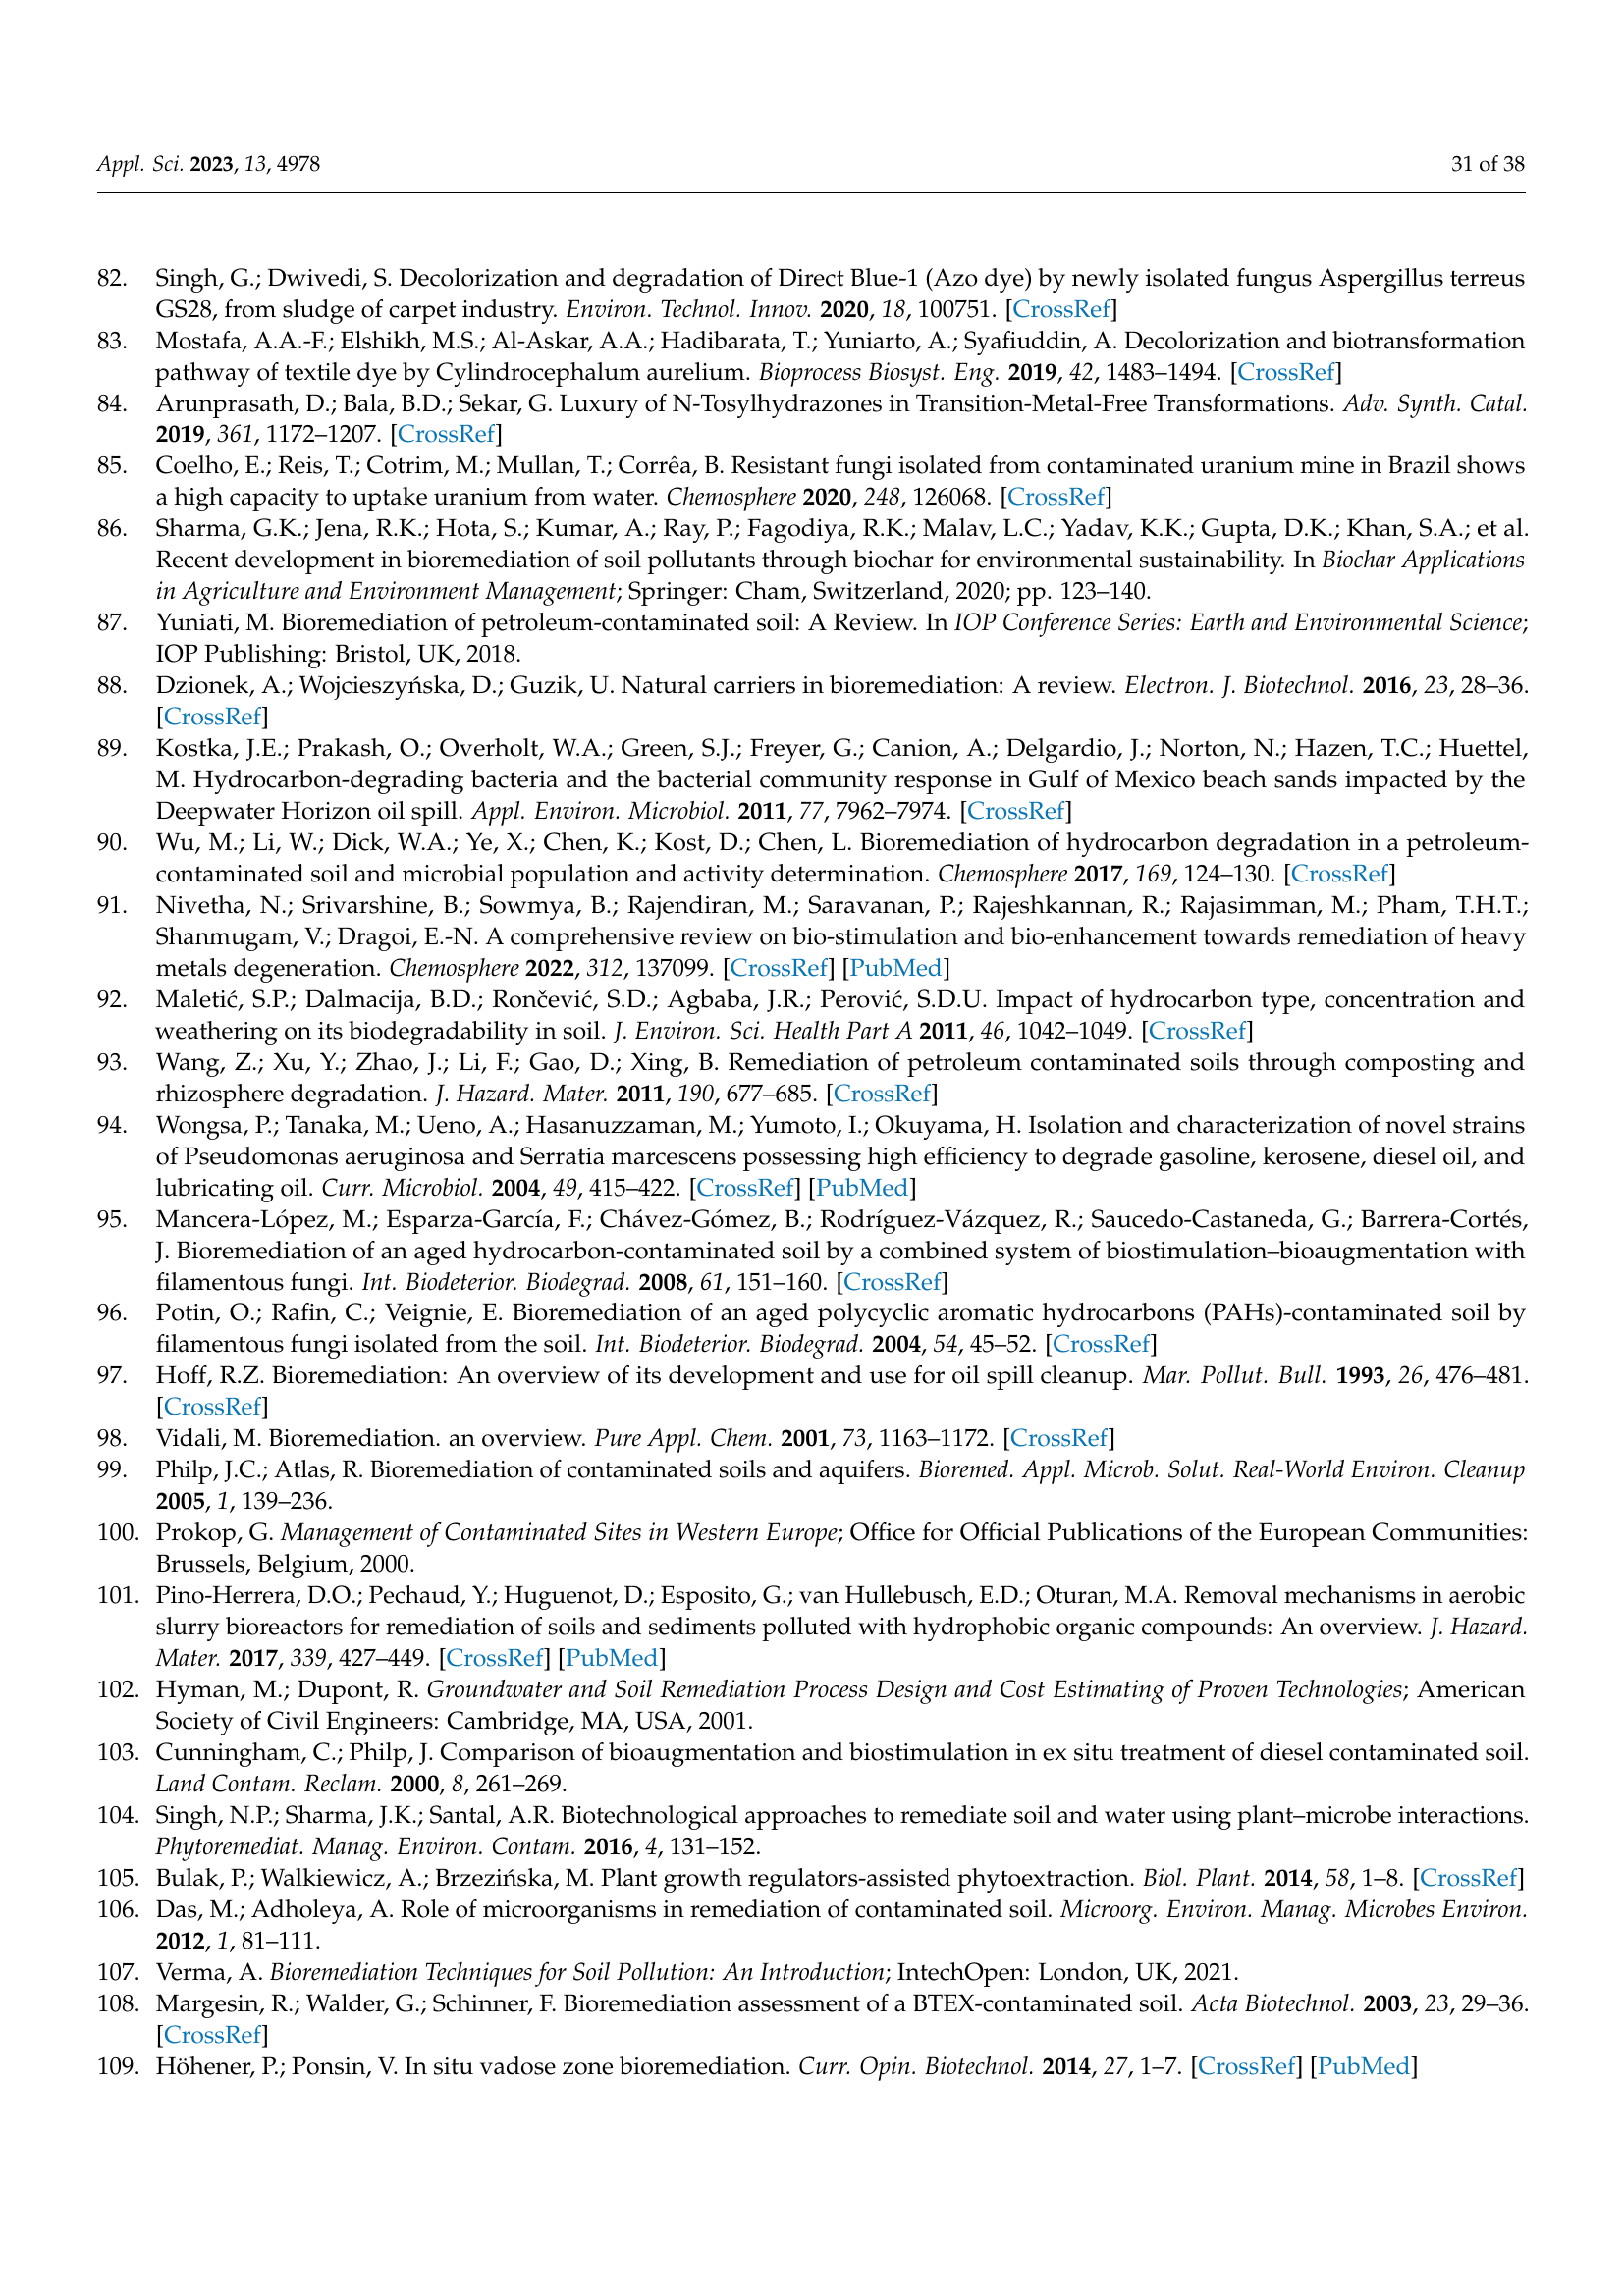 Appl. Sci. 2023, 13, 4978
31 of 38
82. Singh, G.; Dwivedi, S. Decolorization and degradation of Direct Blue-1 (Azo dye) by newly isolated fungus Aspergillus terreus
GS28, from sludge of carpet industry. Environ. Technol. Innov. 2020, 18, 100751. [CrossRef]
83. Mostafa, A.A.-F.; Elshikh, M.S.; Al-Askar, A.A.; Hadibarata, T.; Yuniarto, A.; Syafiuddin, A. Decolorization and biotransformation
pathway of textile dye by Cylindrocephalum aurelium. Bioprocess Biosyst. Eng. 2019, 42, 1483–1494. [CrossRef]
84. Arunprasath, D.; Bala, B.D.; Sekar, G. Luxury of N-Tosylhydrazones in Transition-Metal-Free Transformations. Adv. Synth. Catal.
2019, 361, 1172–1207. [CrossRef]
85. Coelho, E.; Reis, T.; Cotrim, M.; Mullan, T.; Corrêa, B. Resistant fungi isolated from contaminated uranium mine in Brazil shows
a high capacity to uptake uranium from water. Chemosphere 2020, 248, 126068. [CrossRef]
86. Sharma, G.K.; Jena, R.K.; Hota, S.; Kumar, A.; Ray, P.; Fagodiya, R.K.; Malav, L.C.; Yadav, K.K.; Gupta, D.K.; Khan, S.A.; et al.
Recent development in bioremediation of soil pollutants through biochar for environmental sustainability. In Biochar Applications
in Agriculture and Environment Management; Springer: Cham, Switzerland, 2020; pp. 123–140.
87. Yuniati, M. Bioremediation of petroleum-contaminated soil: A Review. In IOP Conference Series: Earth and Environmental Science;
IOP Publishing: Bristol, UK, 2018.
88. Dzionek, A.; Wojcieszyńska, D.; Guzik, U. Natural carriers in bioremediation: A review. Electron. J. Biotechnol. 2016, 23, 28–36.
[CrossRef]
89. Kostka, J.E.; Prakash, O.; Overholt, W.A.; Green, S.J.; Freyer, G.; Canion, A.; Delgardio, J.; Norton, N.; Hazen, T.C.; Huettel,
M. Hydrocarbon-degrading bacteria and the bacterial community response in Gulf of Mexico beach sands impacted by the
Deepwater Horizon oil spill. Appl. Environ. Microbiol. 2011, 77, 7962–7974. [CrossRef]
90. Wu, M.; Li, W.; Dick, W.A.; Ye, X.; Chen, K.; Kost, D.; Chen, L. Bioremediation of hydrocarbon degradation in a petroleum-
contaminated soil and microbial population and activity determination. Chemosphere 2017, 169, 124–130. [CrossRef]
91. Nivetha, N.; Srivarshine, B.; Sowmya, B.; Rajendiran, M.; Saravanan, P.; Rajeshkannan, R.; Rajasimman, M.; Pham, T.H.T.;
Shanmugam, V.; Dragoi, E.-N. A comprehensive review on bio-stimulation and bio-enhancement towards remediation of heavy
metals degeneration. Chemosphere 2022, 312, 137099. [CrossRef] [PubMed]
92. Maletić, S.P.; Dalmacija, B.D.; Rončević, S.D.; Agbaba, J.R.; Perović, S.D.U. Impact of hydrocarbon type, concentration and
weathering on its biodegradability in soil. J. Environ. Sci. Health Part A 2011, 46, 1042–1049. [CrossRef]
93. Wang, Z.; Xu, Y.; Zhao, J.; Li, F.; Gao, D.; Xing, B. Remediation of petroleum contaminated soils through composting and
rhizosphere degradation. J. Hazard. Mater. 2011, 190, 677–685. [CrossRef]
94. Wongsa, P.; Tanaka, M.; Ueno, A.; Hasanuzzaman, M.; Yumoto, I.; Okuyama, H. Isolation and characterization of novel strains
of Pseudomonas aeruginosa and Serratia marcescens possessing high efficiency to degrade gasoline, kerosene, diesel oil, and
lubricating oil. Curr. Microbiol. 2004, 49, 415–422. [CrossRef] [PubMed]
95. Mancera-López, M.; Esparza-García, F.; Chávez-Gómez, B.; Rodríguez-Vázquez, R.; Saucedo-Castaneda, G.; Barrera-Cortés,
J. Bioremediation of an aged hydrocarbon-contaminated soil by a combined system of biostimulation–bioaugmentation with
filamentous fungi. Int. Biodeterior. Biodegrad. 2008, 61, 151–160. [CrossRef]
96. Potin, O.; Rafin, C.; Veignie, E. Bioremediation of an aged polycyclic aromatic hydrocarbons (PAHs)-contaminated soil by
filamentous fungi isolated from the soil. Int. Biodeterior. Biodegrad. 2004, 54, 45–52. [CrossRef]
97. Hoff, R.Z. Bioremediation: An overview of its development and use for oil spill cleanup. Mar. Pollut. Bull. 1993, 26, 476–481.
[CrossRef]
98. Vidali, M. Bioremediation. an overview. Pure Appl. Chem. 2001, 73, 1163–1172. [CrossRef]
99. Philp, J.C.; Atlas, R. Bioremediation of contaminated soils and aquifers. Bioremed. Appl. Microb. Solut. Real-World Environ. Cleanup
2005, 1, 139–236.
100. Prokop, G. Management of Contaminated Sites in Western Europe; Office for Official Publications of the European Communities:
Brussels, Belgium, 2000.
101. Pino-Herrera, D.O.; Pechaud, Y.; Huguenot, D.; Esposito, G.; van Hullebusch, E.D.; Oturan, M.A. Removal mechanisms in aerobic
slurry bioreactors for remediation of soils and sediments polluted with hydrophobic organic compounds: An overview. J. Hazard.
Mater. 2017, 339, 427–449. [CrossRef] [PubMed]
102. Hyman, M.; Dupont, R. Groundwater and Soil Remediation Process Design and Cost Estimating of Proven Technologies; American
Society of Civil Engineers: Cambridge, MA, USA, 2001.
103. Cunningham, C.; Philp, J. Comparison of bioaugmentation and biostimulation in ex situ treatment of diesel contaminated soil.
Land Contam. Reclam. 2000, 8, 261–269.
104. Singh, N.P.; Sharma, J.K.; Santal, A.R. Biotechnological approaches to remediate soil and water using plant–microbe interactions.
Phytoremediat. Manag. Environ. Contam. 2016, 4, 131–152.
105. Bulak, P.; Walkiewicz, A.; Brzezińska, M. Plant growth regulators-assisted phytoextraction. Biol. Plant. 2014, 58, 1–8. [CrossRef]
106. Das, M.; Adholeya, A. Role of microorganisms in remediation of contaminated soil. Microorg. Environ. Manag. Microbes Environ.
2012, 1, 81–111.
107. Verma, A. Bioremediation Techniques for Soil Pollution: An Introduction; IntechOpen: London, UK, 2021.
108. Margesin, R.; Walder, G.; Schinner, F. Bioremediation assessment of a BTEX-contaminated soil. Acta Biotechnol. 2003, 23, 29–36.
[CrossRef]
109. Höhener, P.; Ponsin, V. In situ vadose zone bioremediation. Curr. Opin. Biotechnol. 2014, 27, 1–7. [CrossRef] [PubMed]